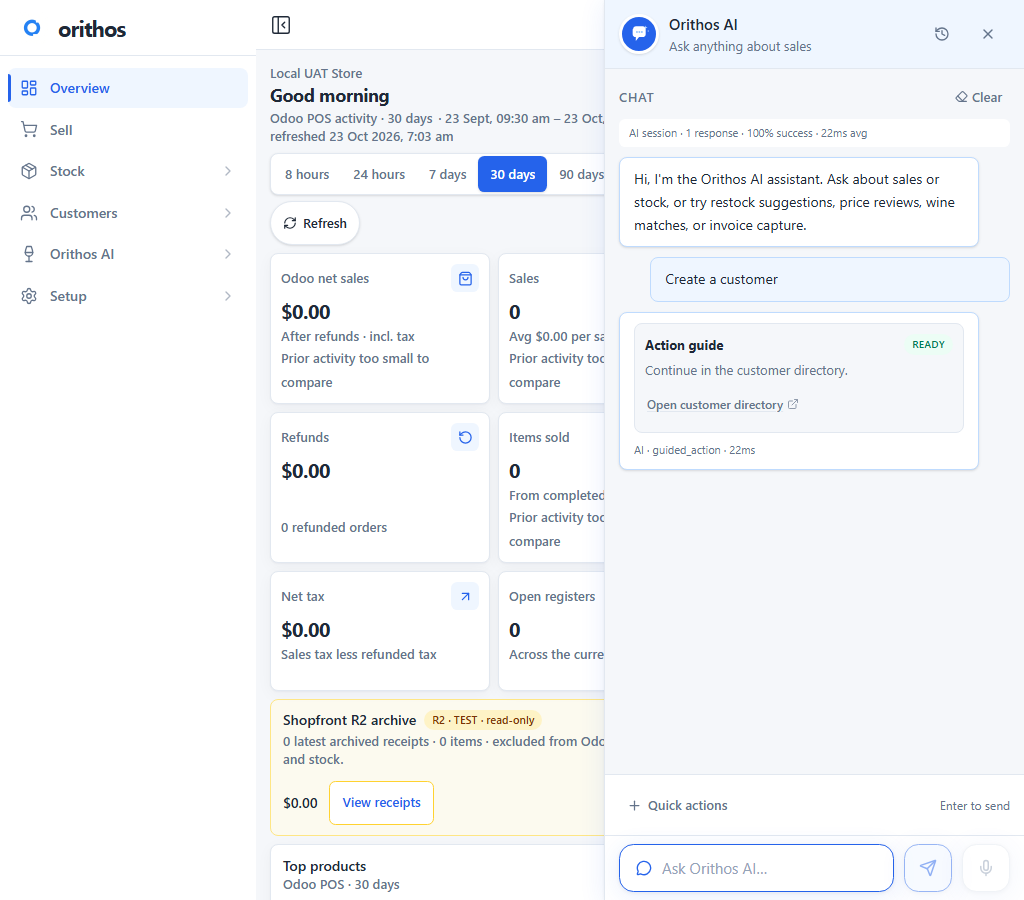 orithos
Overview
Sell
Stock
Customers
Orithos AI
Setup
Local UAT Store
Good morning
Odoo POS activity · 30 days · 23 Sept, 09:30 am – 23 Oct,
refreshed 23 Oct 2026, 7:03 am
8 hours
24 hours
7 days
30 days
90 days
Refresh
Odoo net sales
$0.00
After refunds · incl. tax
Prior activity too small to
compare
Sales
0
Avg $0.00 per sa
Prior activity too
compare
Refunds
$0.00
0 refunded orders
Items sold
0
From completed
Prior activity too
compare
Net tax
$0.00
Sales tax less refunded tax
Open registers
0
Across the curre
Shopfront R2 archive
R2 · TEST · read-only
0 latest archived receipts · 0 items · excluded from Odo
and stock.
$0.00
View receipts
Top products
Odoo POS · 30 days
Orithos AI
Ask anything about sales
CHAT
Clear
AI session · 1 response · 100% success · 22ms avg
Hi, I'm the Orithos AI assistant. Ask about sales or
stock, or try restock suggestions, price reviews, wine
matches, or invoice capture.
Create a customer
Action guide
READY
Continue in the customer directory.
Open customer directory
AI · guided_action · 22ms
Quick actions
Enter to send
Ask Orithos AI...